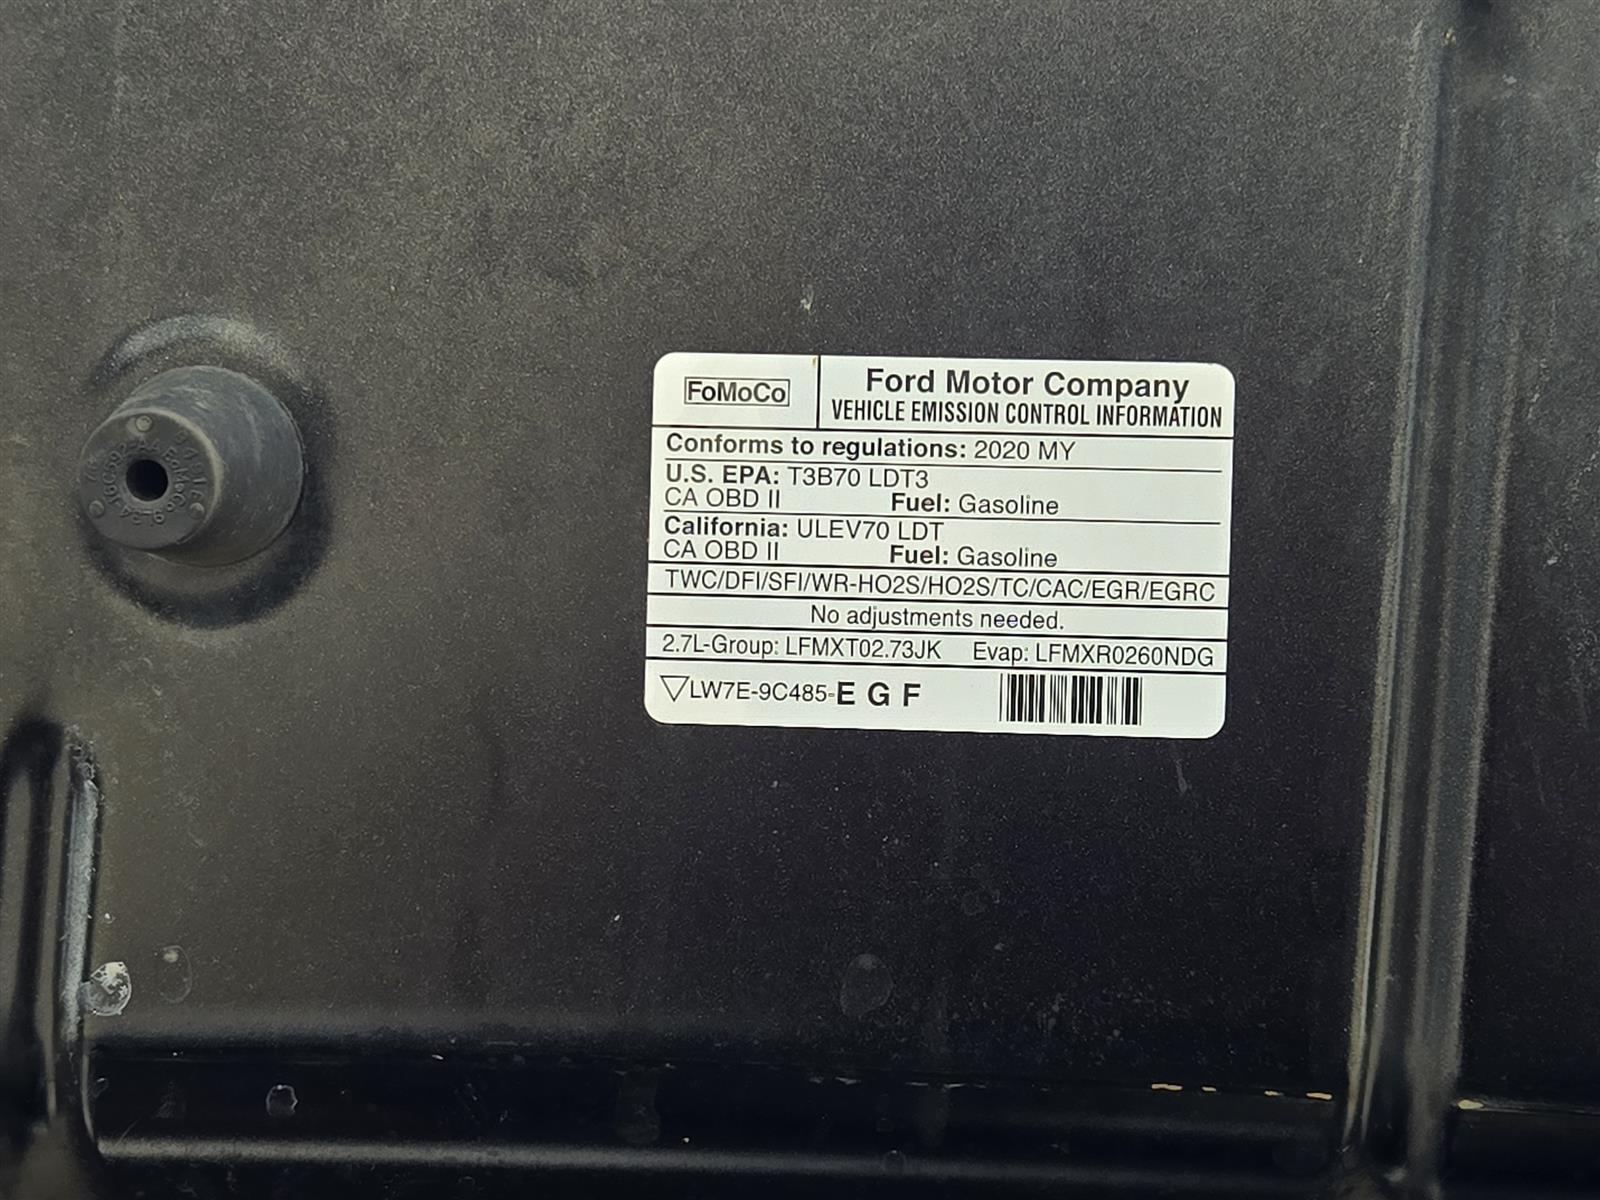 FoMoCo
Ford Motor Company
VEHICLE EMISSION CONTROL INFORMATION
Conforms to regulations: 2020 MY
U.S. EPA: T3B70 LDT3
CA OBD II Fuel: Gasoline
California: ULEV70 LDT
CA OBD II Fuel: Gasoline
TWC/DFI/SFI/WR-HO2S/HO2S/TC/CAC/EGR/EGRC
No adjustments needed.
2.7L-Group: LFMXT02.73JK Evap: LFMXR0260NDG
LW7E-9C485-E G F